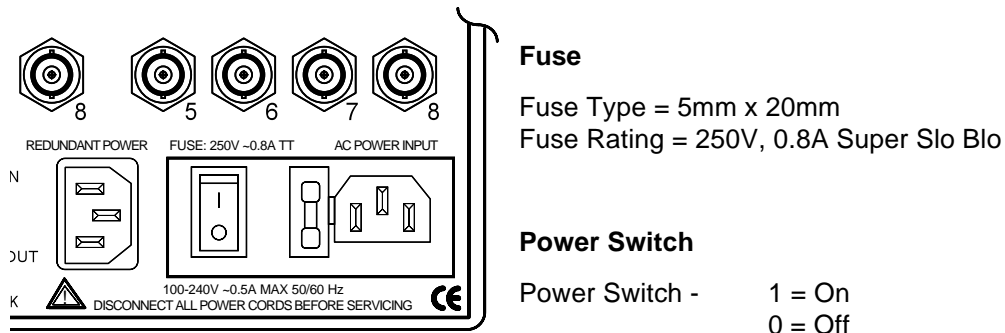 8 5 6 7 8
REDUNDANT POWER FUSE: 250V ~0.8A TT AC POWER INPUT
N
OUT
K
100-240V ~0.5A MAX 50/60 Hz
DISCONNECT ALL POWER CORDS BEFORE SERVICING CE
Fuse
Fuse Type = 5mm x 20mm
Fuse Rating = 250V, 0.8A Super Slo Blo
Power Switch
Power Switch - 1 = On
0 = Off